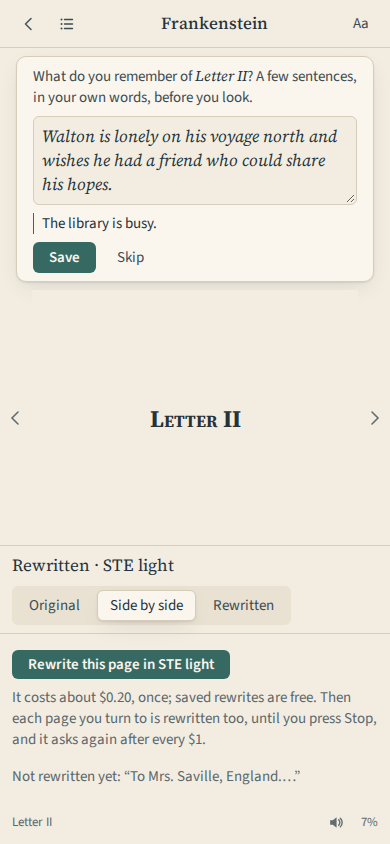 Frankenstein
Aa
What do you remember of Letter II? A few sentences,
in your own words, before you look.
Walton is lonely on his voyage north and
wishes he had a friend who could share
his hopes.
The library is busy.
Save Skip
Letter II
Rewritten · STE light
Original Side by side Rewritten
Rewrite this page in STE light
It costs about $0.20, once; saved rewrites are free. Then
each page you turn to is rewritten too, until you press Stop,
and it asks again after every $1.
Not rewritten yet: “To Mrs. Saville, England.…”
Letter II 7%